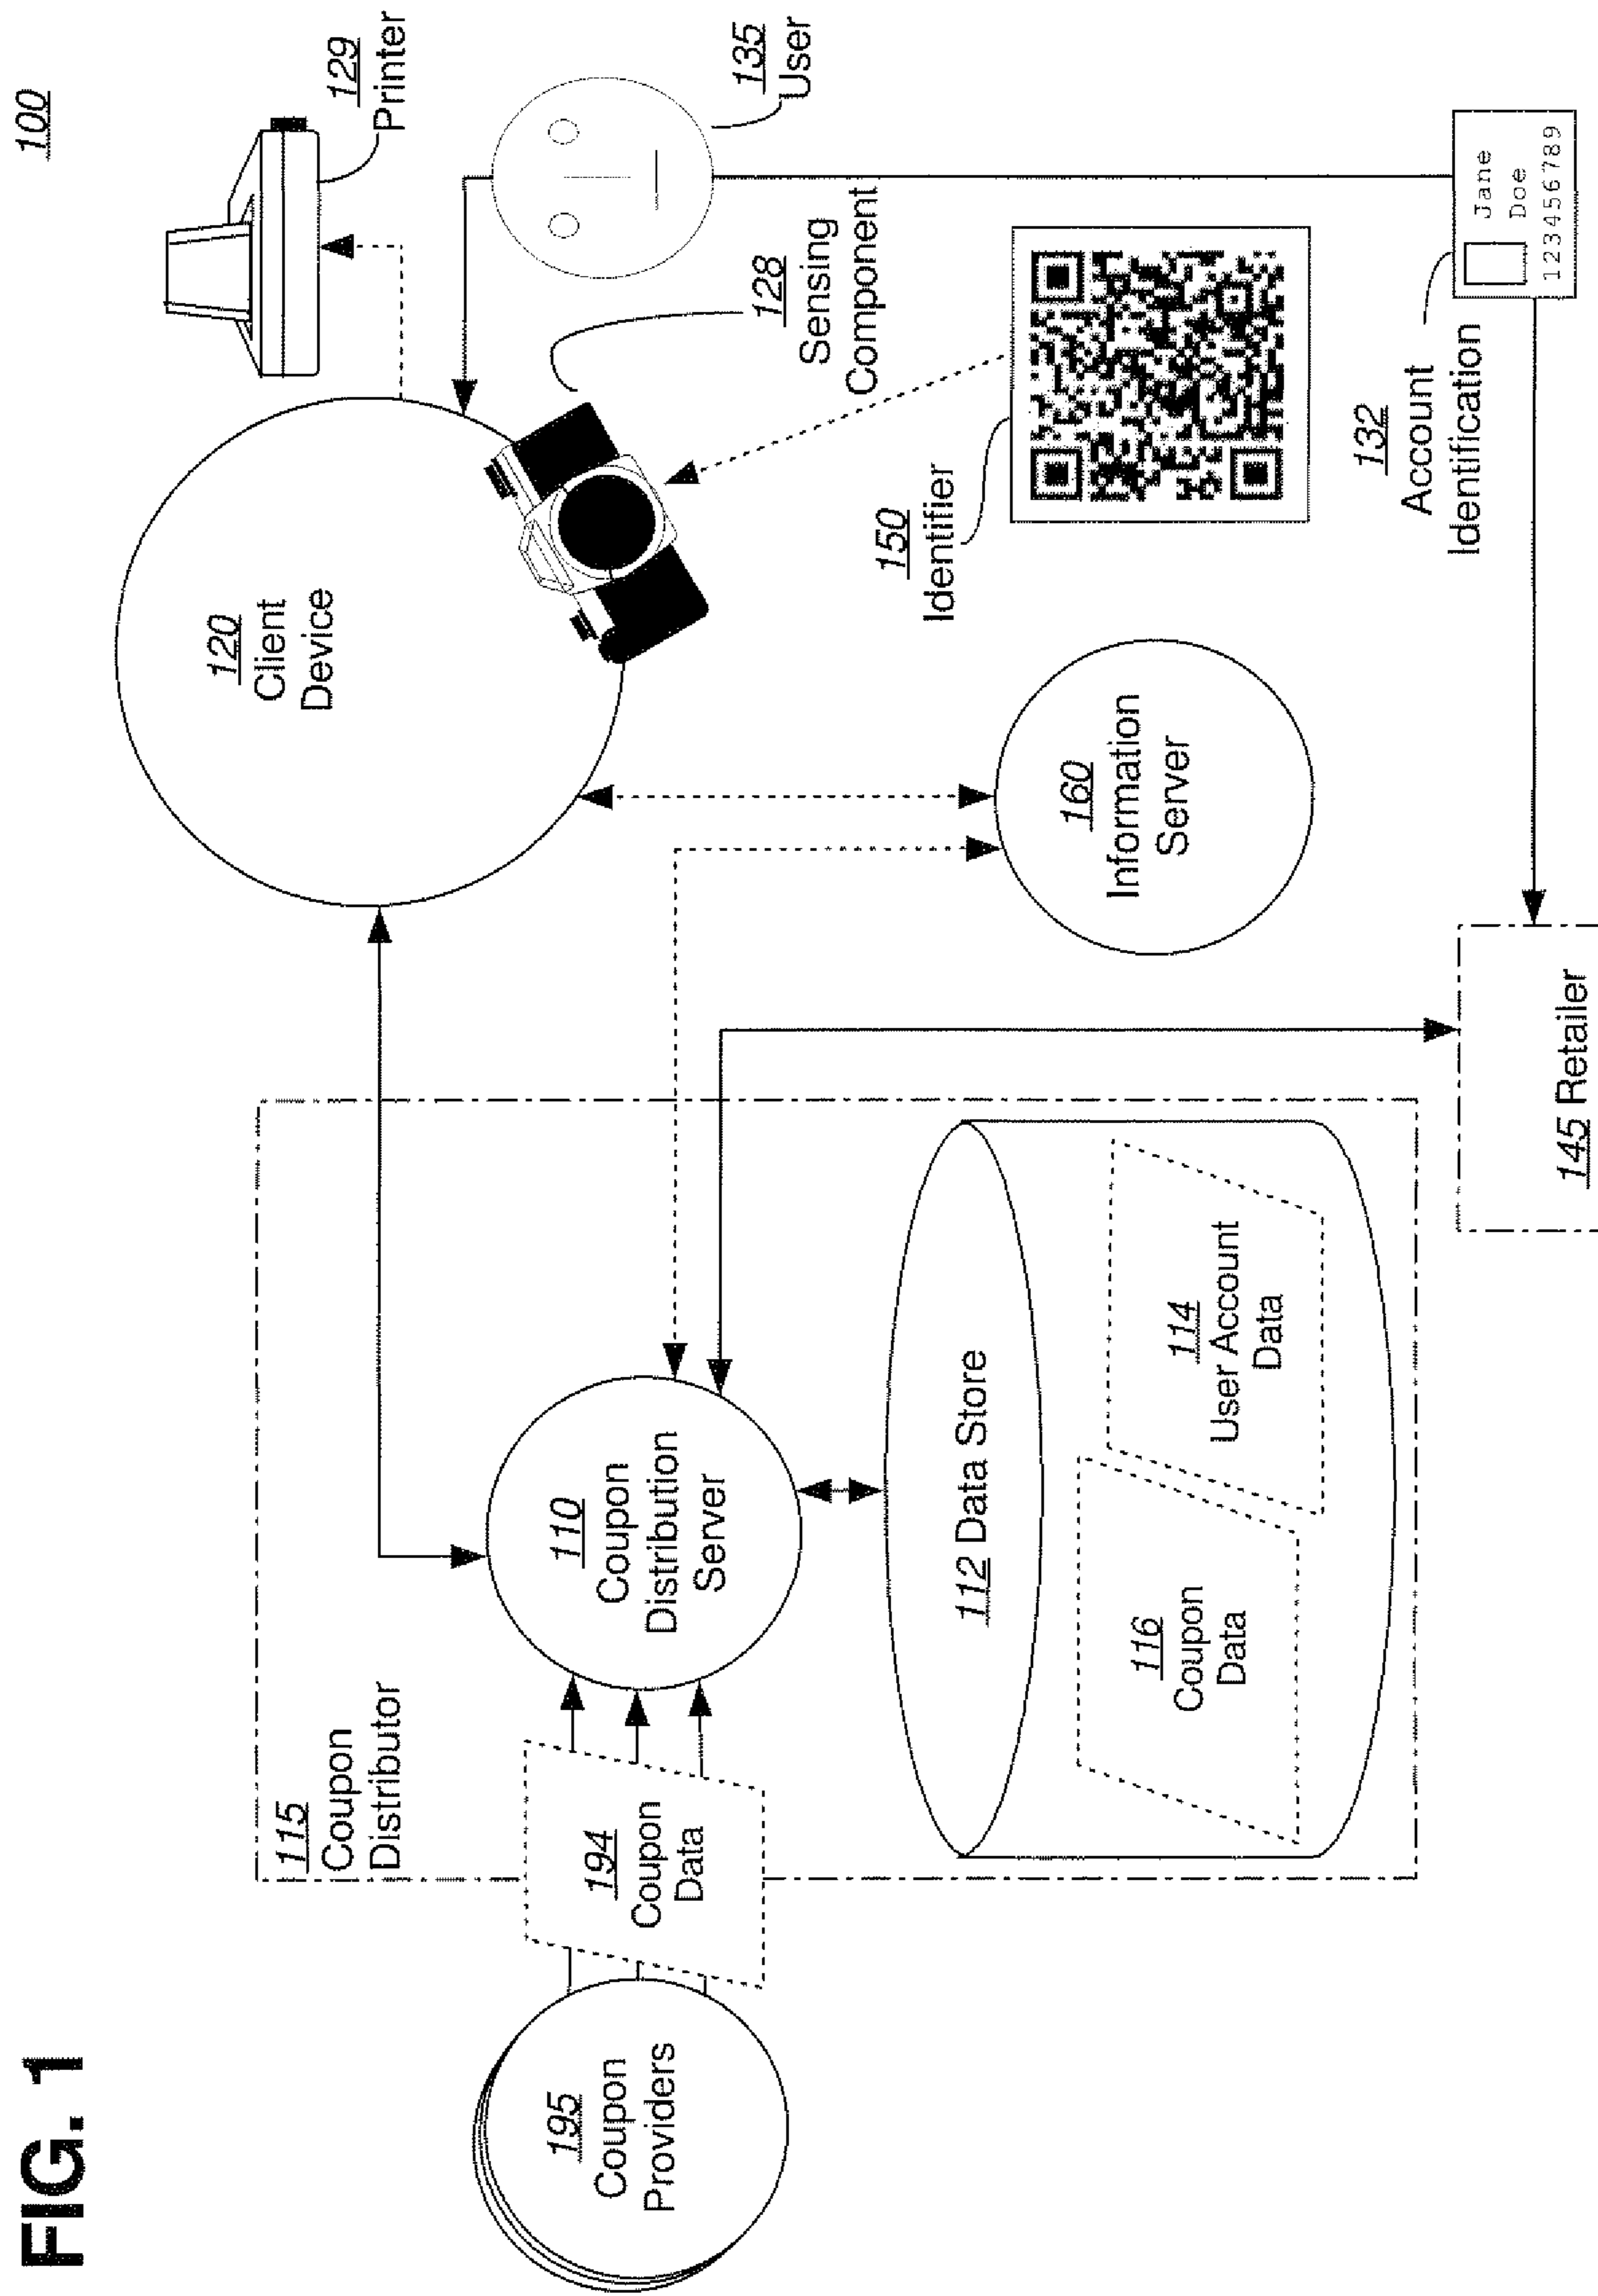 FIG. 1
100
195
Coupon
Providers
194
Coupon
Data
115
Coupon
Distributor
110
Coupon
Distribution
Server
112 Data Store
116
Coupon
Data
114
User Account
Data
120
Client
Device
129
Printer
135
User
128
Sensing
Component
150
Identifier
160
Information
Server
132
Account
Identification
Jane
Doe
123456789
145 Retailer